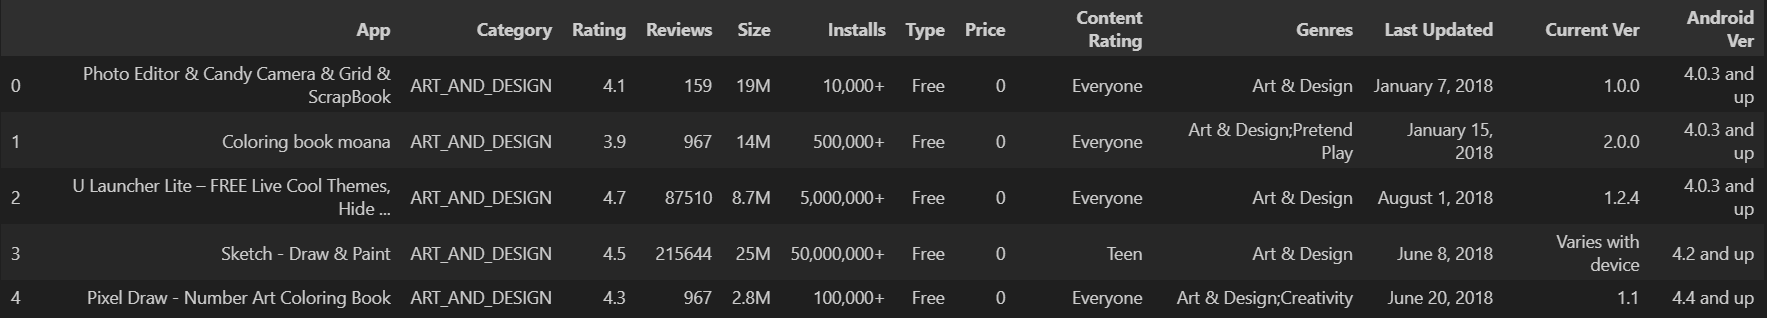 App Category Rating Reviews Size Installs Type Price Content Rating Genres Last Updated Current Ver Android Ver
0 Photo Editor & Candy Camera & Grid & ScrapBook ART_AND_DESIGN 4.1 159 19M 10,000+ Free 0 Everyone Art & Design January 7, 2018 1.0.0 4.0.3 and up
1 Coloring book moana ART_AND_DESIGN 3.9 967 14M 500,000+ Free 0 Everyone Art & Design;Pretend Play January 15, 2018 2.0.0 4.0.3 and up
2 U Launcher Lite – FREE Live Cool Themes, Hide ... ART_AND_DESIGN 4.7 87510 8.7M 5,000,000+ Free 0 Everyone Art & Design August 1, 2018 1.2.4 4.0.3 and up
3 Sketch - Draw & Paint ART_AND_DESIGN 4.5 215644 25M 50,000,000+ Free 0 Teen Art & Design June 8, 2018 Varies with device 4.2 and up
4 Pixel Draw - Number Art Coloring Book ART_AND_DESIGN 4.3 967 2.8M 100,000+ Free 0 Everyone Art & Design;Creativity June 20, 2018 1.1 4.4 and up